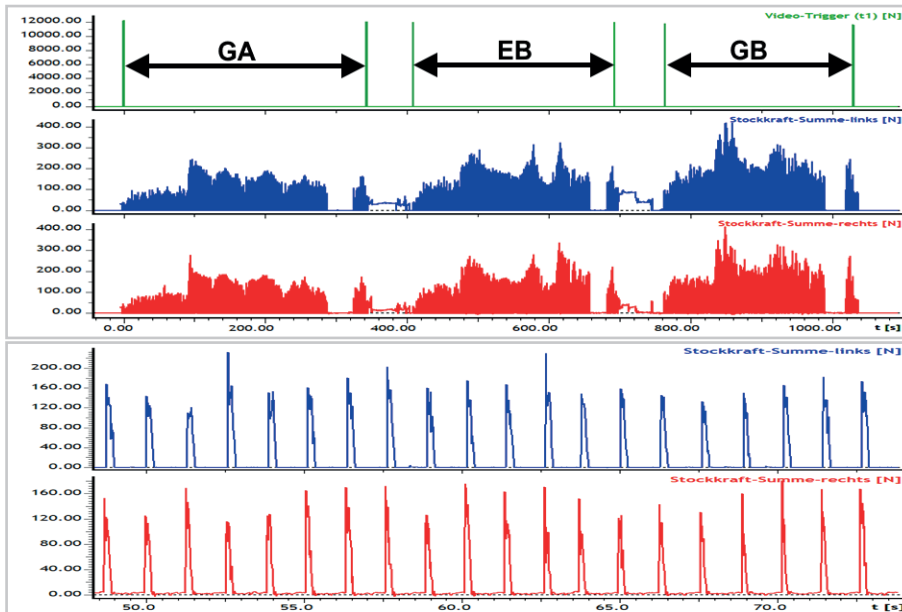 Video-Trigger (t1) [N]
12000.00
10000.00
8000.00
6000.00
4000.00
2000.00
0.00
GA
EB
GB
Stockkraft-Summe-links [N]
400.00
300.00
200.00
100.00
0.00
Stockkraft-Summe-rechts [N]
400.00
300.00
200.00
100.00
0.00
0.00 200.00 400.00 600.00 800.00 1000.00 t [s]
Stockkraft-Summe-links [N]
200.00
160.00
120.00
80.00
40.00
0.00
Stockkraft-Summe-rechts [N]
160.00
120.00
80.00
40.00
0.00
50.0 55.0 60.0 65.0 70.0 t [s]